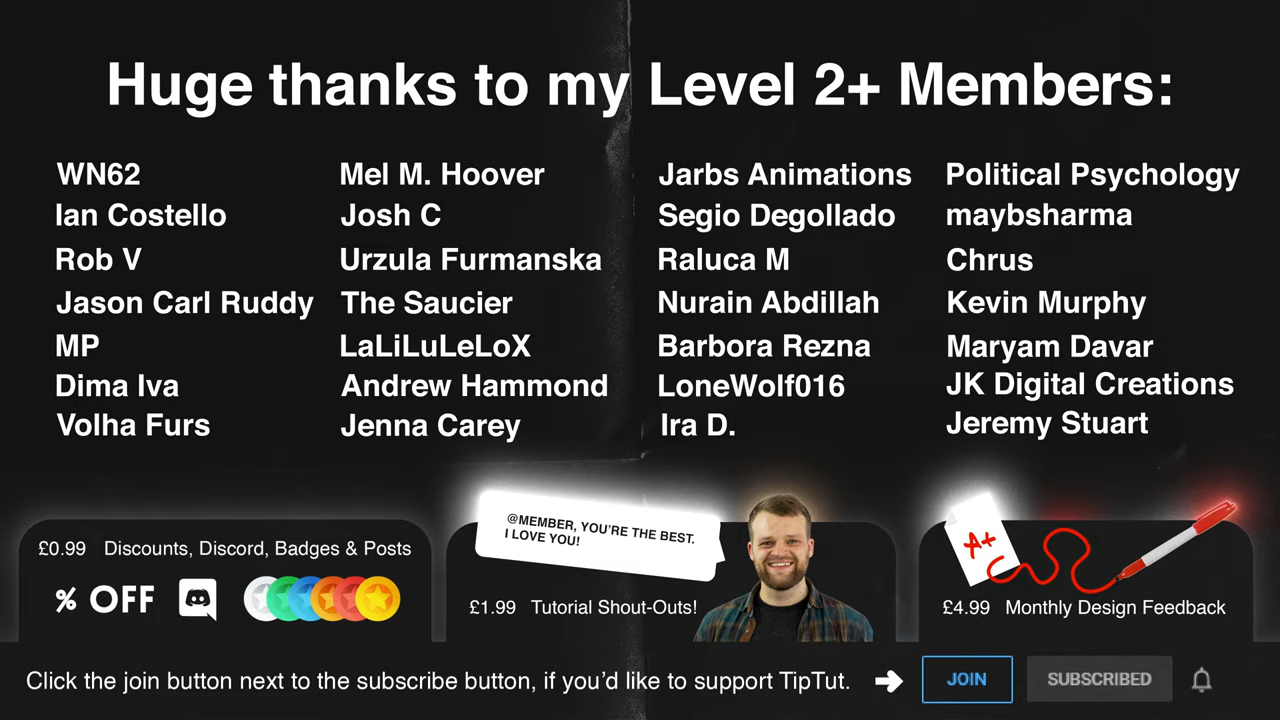 Huge thanks to my Level 2+ Members:
WN62
Ian Costello
Rob V
Jason Carl Ruddy
MP
Dima Iva
Volha Furs
Mel M. Hoover
Josh C
Urzula Furmanska
The Saucier
LaLiLuLeLoX
Andrew Hammond
Jenna Carey
Jarbs Animations
Segio Degollado
Raluca M
Nurain Abdillah
Barbora Rezna
LoneWolf016
Ira D.
Political Psychology
maybsharma
Chrus
Kevin Murphy
Maryam Davar
JK Digital Creations
Jeremy Stuart
£0.99 Discounts, Discord, Badges & Posts
% OFF
@MEMBER, YOU'RE THE BEST.
I LOVE YOU!
£1.99 Tutorial Shout-Outs!
A+
£4.99 Monthly Design Feedback
Click the join button next to the subscribe button, if you'd like to support TipTut.
JOIN
SUBSCRIBED